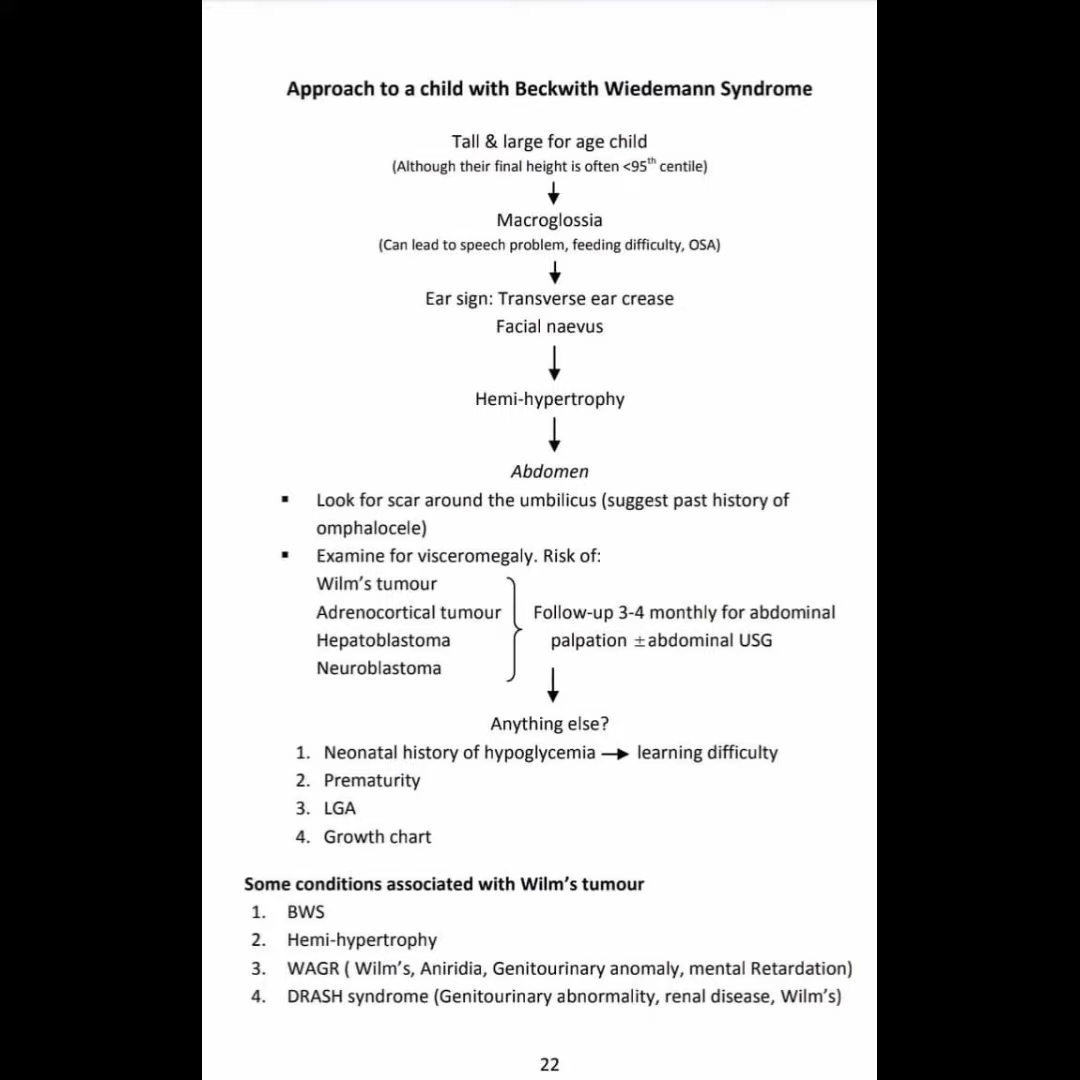 Approach to a child with Beckwith Wiedemann Syndrome
Tall & large for age child
(Although their final height is often <95th centile)
Macroglossia
(Can lead to speech problem, feeding difficulty, OSA)
Ear sign: Transverse ear crease
Facial naevus
Hemi-hypertrophy
Abdomen
▪ Look for scar around the umbilicus (suggest past history of
omphalocele)
▪ Examine for visceromegaly. Risk of:
Wilm's tumour
Adrenocortical tumour
Hepatoblastoma
Neuroblastoma
Follow-up 3-4 monthly for abdominal
palpation ±abdominal USG
Anything else?
1. Neonatal history of hypoglycemia → learning difficulty
2. Prematurity
3. LGA
4. Growth chart
Some conditions associated with Wilm's tumour
1. BWS
2. Hemi-hypertrophy
3. WAGR ( Wilm's, Aniridia, Genitourinary anomaly, mental Retardation)
4. DRASH syndrome (Genitourinary abnormality, renal disease, Wilm's)
22